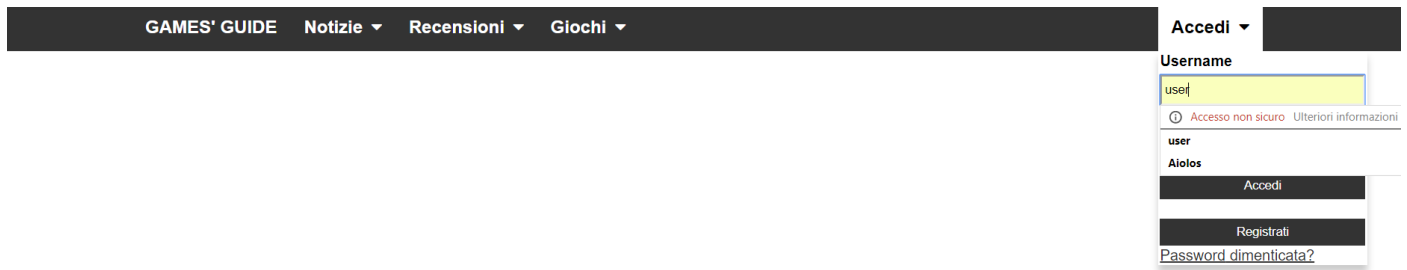 GAMES' GUIDE Notizie Recensioni Giochi Accedi
Username
user
Accesso non sicuro Ulteriori informazioni
user
Aiolos
Accedi
Registrati
Password dimenticata?